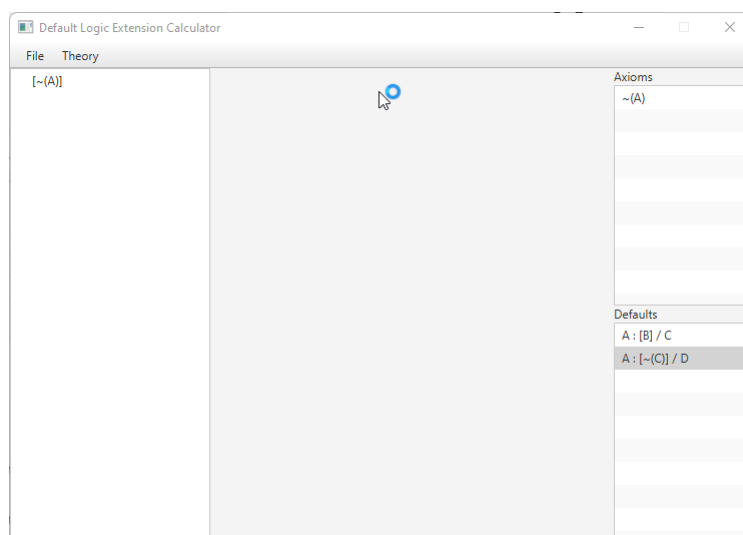 Default Logic Extension Calculator
File Theory
[~(A)]
Axioms
~(A)
Defaults
A : [B] / C
A : [~(C)] / D